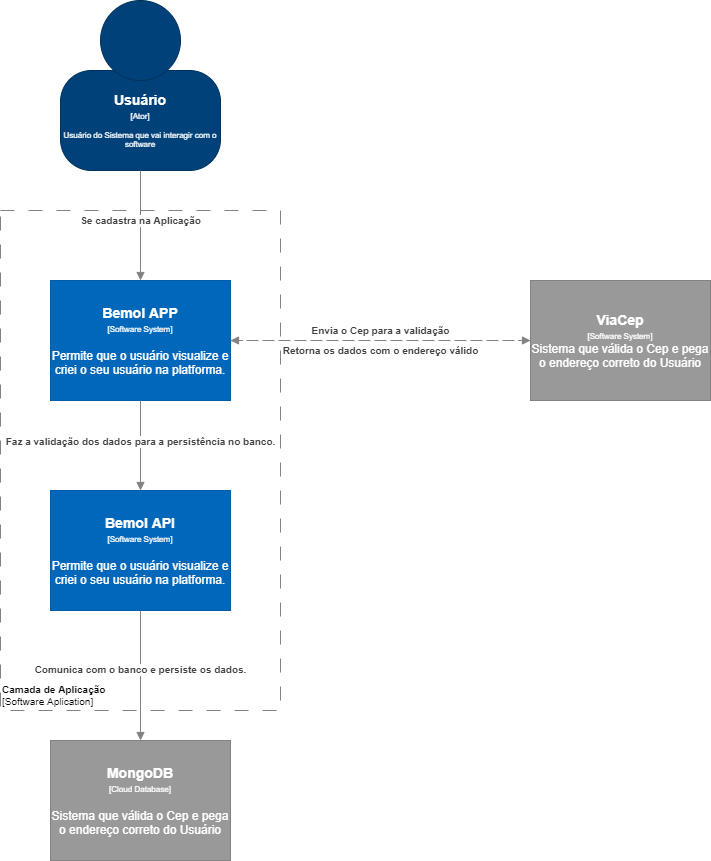 Usuário
[Ator]
Usuário do Sistema que vai interagir com o
software
Se cadastra na Aplicação
Bemol APP
[Software System]
Permite que o usuário visualize e
criei o seu usuário na platforma.
Envia o Cep para a validação
Retorna os dados com o endereço válido
ViaCep
[Software System]
Sistema que válida o Cep e pega
o endereço correto do Usuário
Faz a validação dos dados para a persistência no banco.
Bemol API
[Software System]
Permite que o usuário visualize e
criei o seu usuário na platforma.
Comunica com o banco e persiste os dados.
Camada de Aplicação
[Software Aplication]
MongoDB
[Cloud Database]
Sistema que válida o Cep e pega
o endereço correto do Usuário